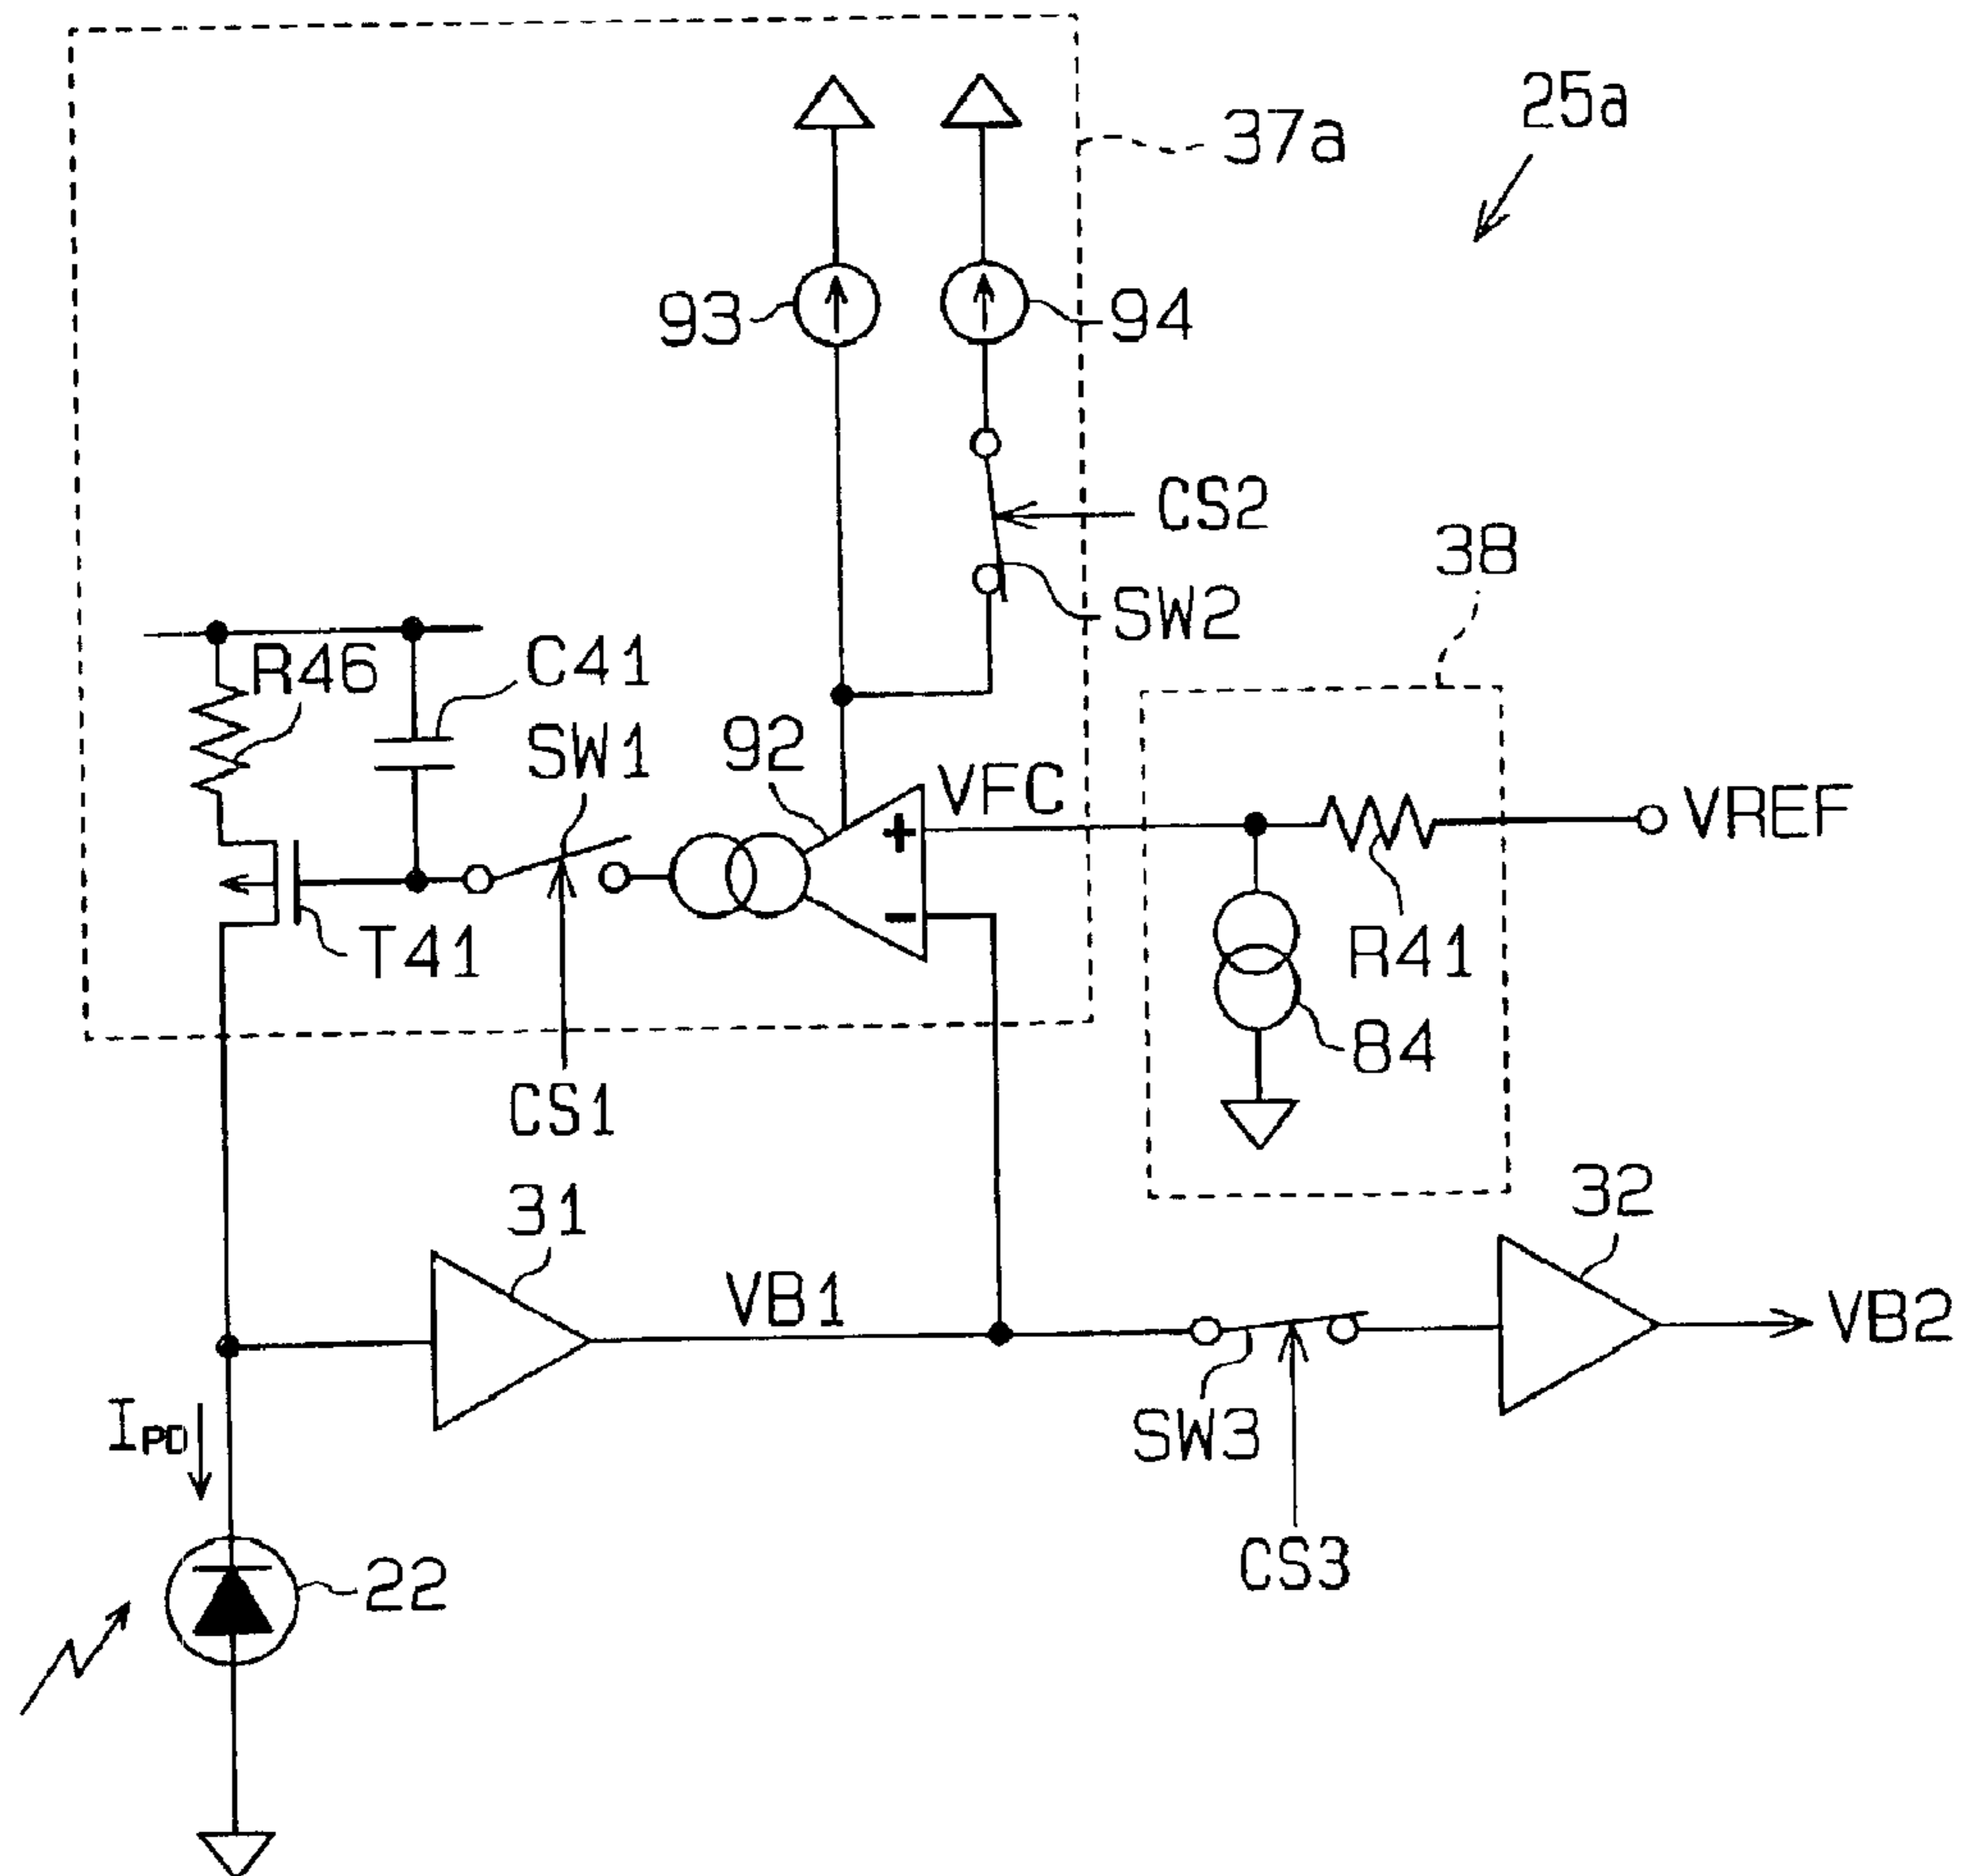 25a
37a
93
94
CS2
38
SW2
R46
C41
SW1
92
VFC
VREF
T41
R41
84
CS1
31
32
VB1
VB2
IPD
SW3
CS3
22